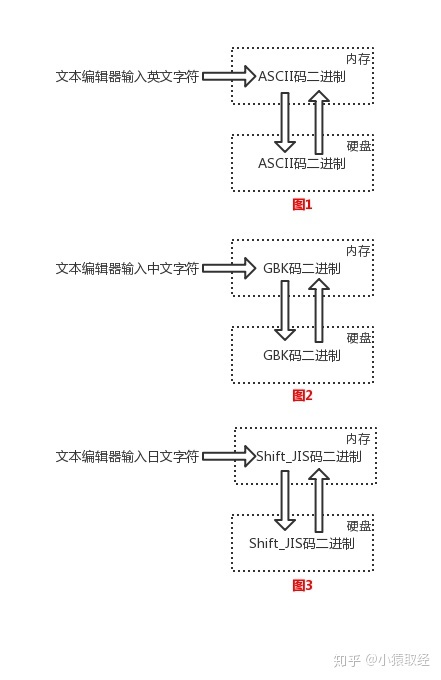 内存
文本编辑器输入英文字符
ASCII码二进制
硬盘
ASCII码二进制
图1
内存
文本编辑器输入中文字符
GBK码二进制
硬盘
GBK码二进制
图2
内存
文本编辑器输入日文字符
Shift_JIS码二进制
硬盘
Shift_JIS码二进制
图3
知乎 @小猿取经